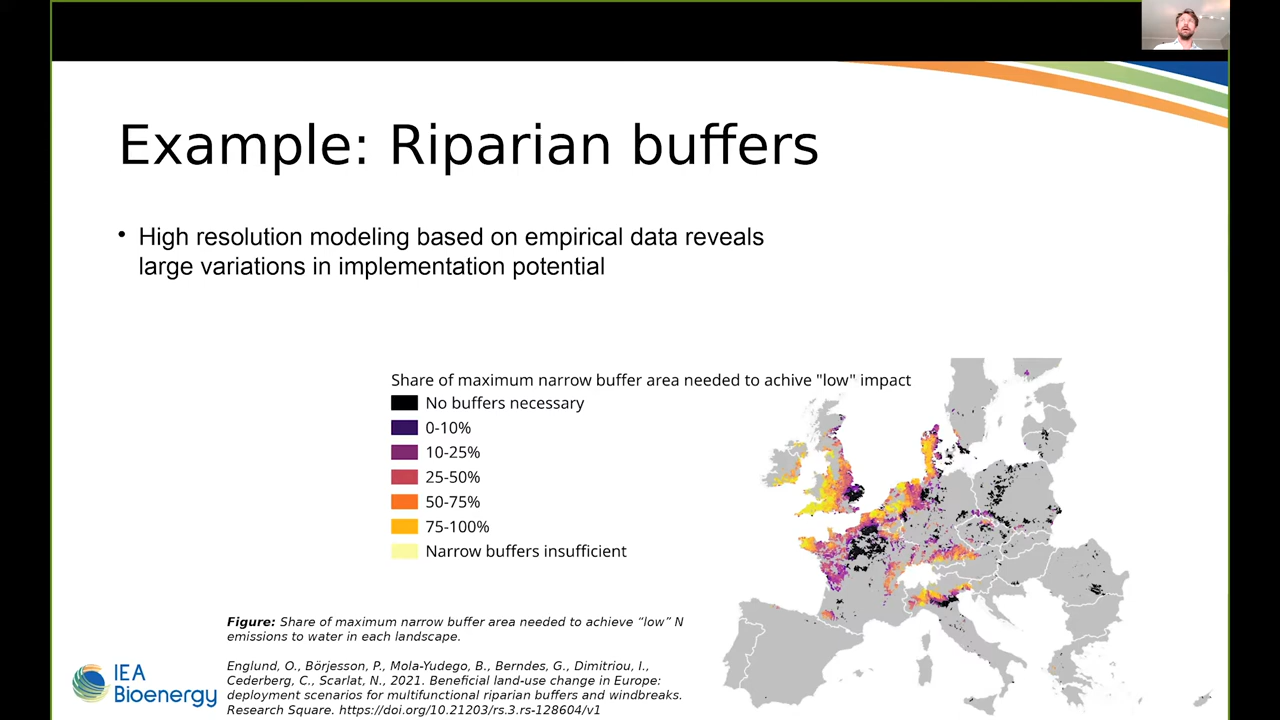 Example: Riparian buffers
• High resolution modeling based on empirical data reveals
large variations in implementation potential
Share of maximum narrow buffer area needed to achive "low" impact
No buffers necessary
0-10%
10-25%
25-50%
50-75%
75-100%
Narrow buffers insufficient
Figure: Share of maximum narrow buffer area needed to achieve “low” N
emissions to water in each landscape.
Englund, O., Börjesson, P., Mola-Yudego, B., Berndes, G., Dimitriou, I.,
Cederberg, C., Scarlat, N., 2021. Beneficial land-use change in Europe:
deployment scenarios for multifunctional riparian buffers and windbreaks.
Research Square. https://doi.org/10.21203/rs.3.rs-128604/v1
IEA
Bioenergy